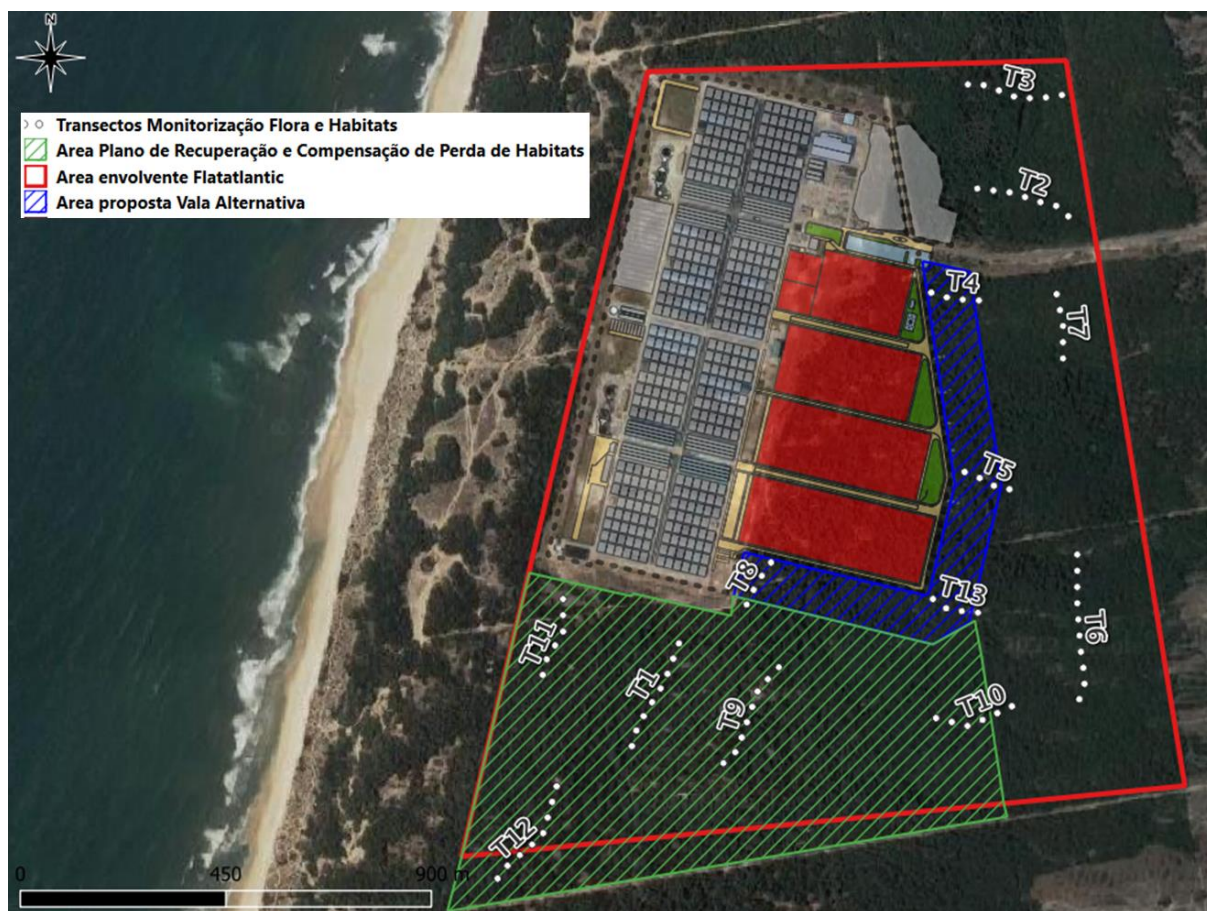 N
Transectos Monitorização Flora e Habitats
Area Plano de Recuperação e Compensação de Perda de Habitats
Area envolvente Flatatlantic
Area proposta Vala Alternativa
T3
T2
T4
T7
T5
T8
T13
T6
T11
T1
T9
T10
T12
0 450 900 m